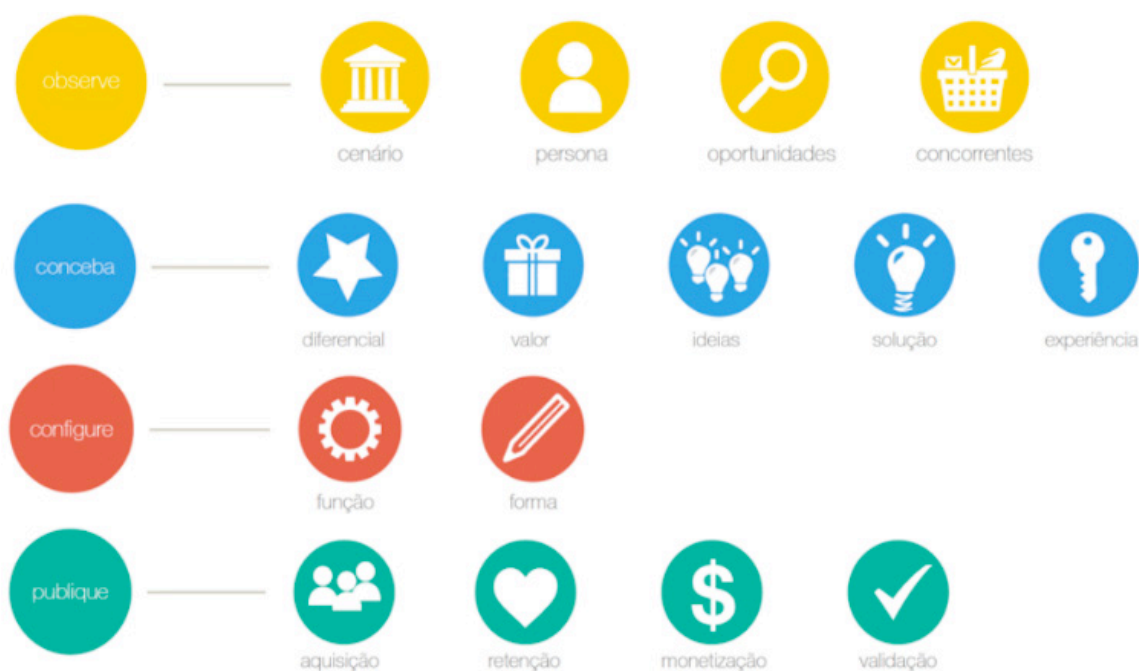 observe
cenário persona oportunidades concorrentes
conceba
diferencial valor ideias solução experiência
configure
função forma
publique
aquisição retenção monetização validação